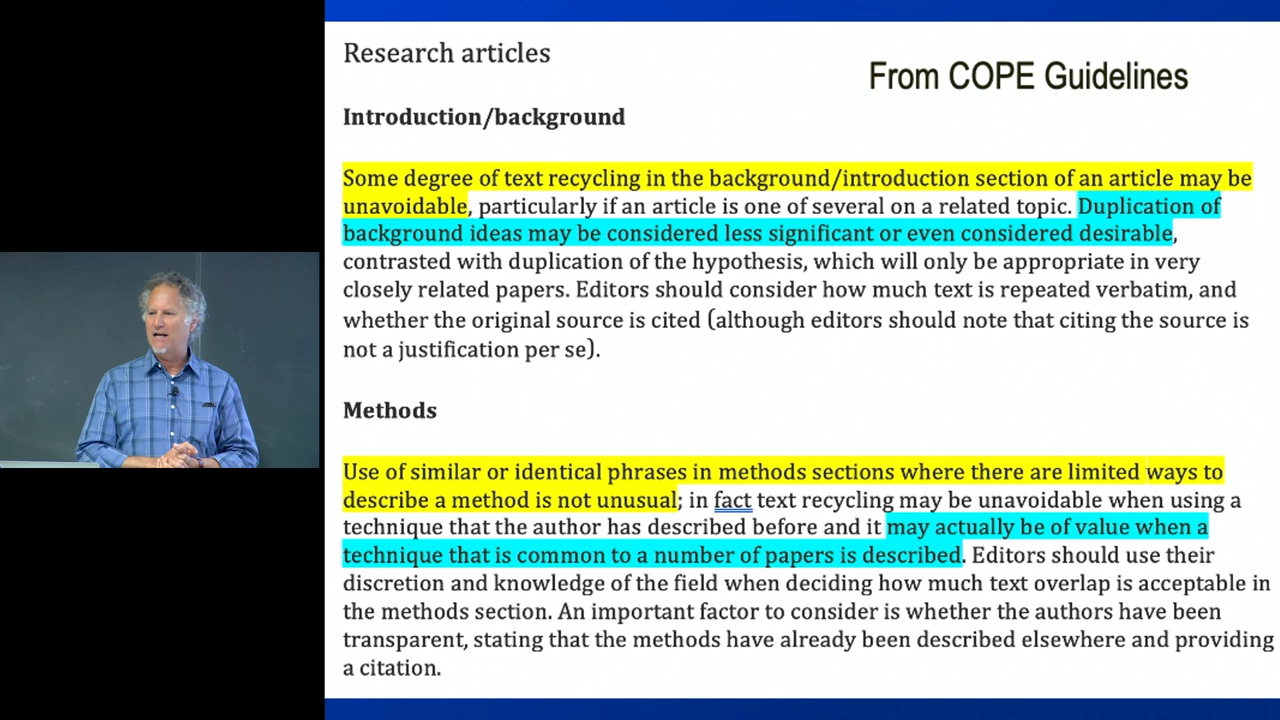 Research articles
From COPE Guidelines
Introduction/background
Some degree of text recycling in the background/introduction section of an article may be
unavoidable, particularly if an article is one of several on a related topic. Duplication of
background ideas may be considered less significant or even considered desirable,
contrasted with duplication of the hypothesis, which will only be appropriate in very
closely related papers. Editors should consider how much text is repeated verbatim, and
whether the original source is cited (although editors should note that citing the source is
not a justification per se).
Methods
Use of similar or identical phrases in methods sections where there are limited ways to
describe a method is not unusual; in fact text recycling may be unavoidable when using a
technique that the author has described before and it may actually be of value when a
technique that is common to a number of papers is described. Editors should use their
discretion and knowledge of the field when deciding how much text overlap is acceptable in
the methods section. An important factor to consider is whether the authors have been
transparent, stating that the methods have already been described elsewhere and providing
a citation.